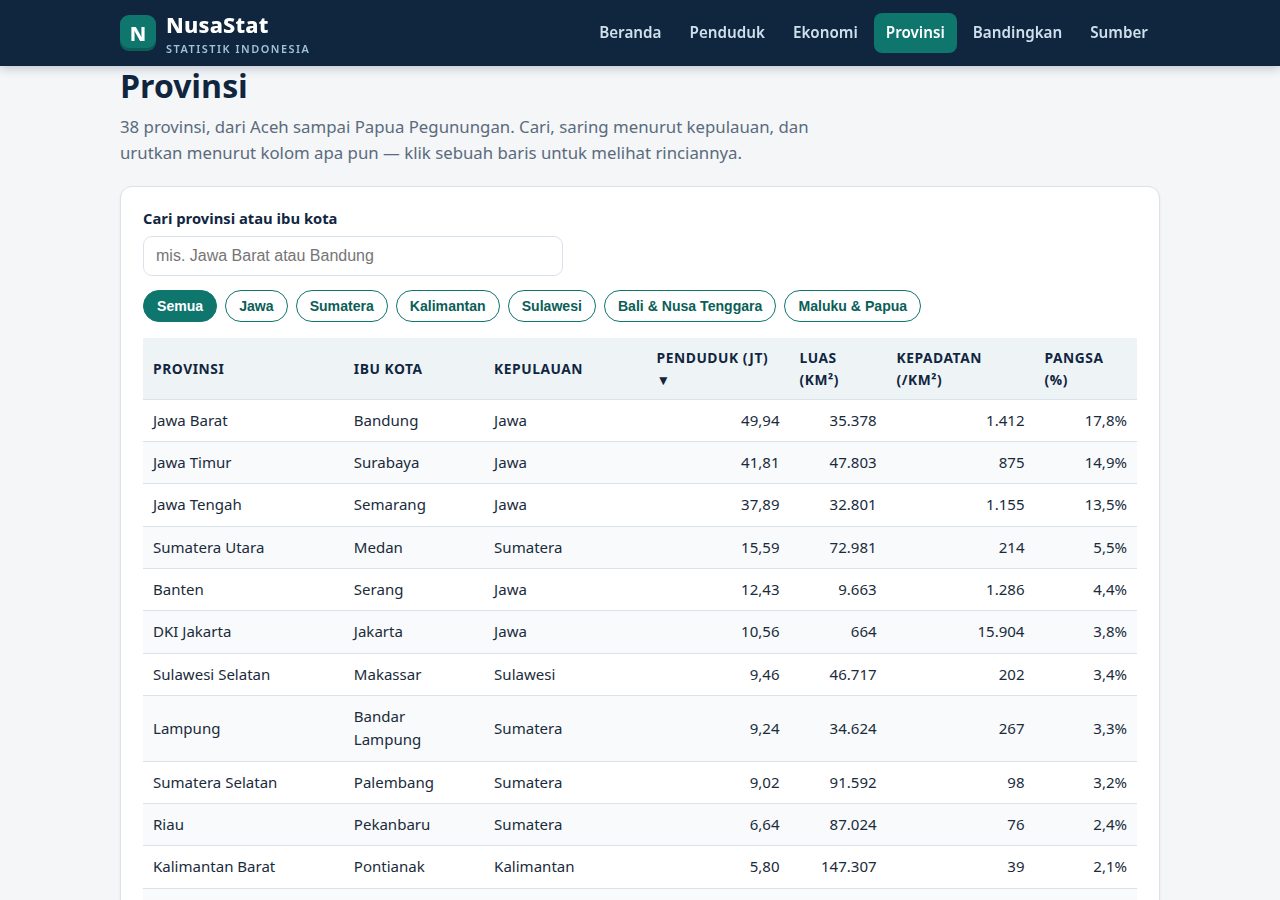 N NusaStat
STATISTIK INDONESIA
Beranda Penduduk Ekonomi Provinsi Bandingkan Sumber
Provinsi
38 provinsi, dari Aceh sampai Papua Pegunungan. Cari, saring menurut kepulauan, dan
urutkan menurut kolom apa pun — klik sebuah baris untuk melihat rinciannya.
Cari provinsi atau ibu kota
mis. Jawa Barat atau Bandung
Semua Jawa Sumatera Kalimantan Sulawesi Bali & Nusa Tenggara Maluku & Papua
PROVINSI IBU KOTA KEPULAUAN PENDUDUK (JT) ▼ LUAS (KM²) KEPADATAN (/KM²) PANGSA (%)
Jawa Barat Bandung Jawa 49,94 35.378 1.412 17,8%
Jawa Timur Surabaya Jawa 41,81 47.803 875 14,9%
Jawa Tengah Semarang Jawa 37,89 32.801 1.155 13,5%
Sumatera Utara Medan Sumatera 15,59 72.981 214 5,5%
Banten Serang Jawa 12,43 9.663 1.286 4,4%
DKI Jakarta Jakarta Jawa 10,56 664 15.904 3,8%
Sulawesi Selatan Makassar Sulawesi 9,46 46.717 202 3,4%
Lampung Bandar Lampung Sumatera 9,24 34.624 267 3,3%
Sumatera Selatan Palembang Sumatera 9,02 91.592 98 3,2%
Riau Pekanbaru Sumatera 6,64 87.024 76 2,4%
Kalimantan Barat Pontianak Kalimantan 5,80 147.307 39 2,1%